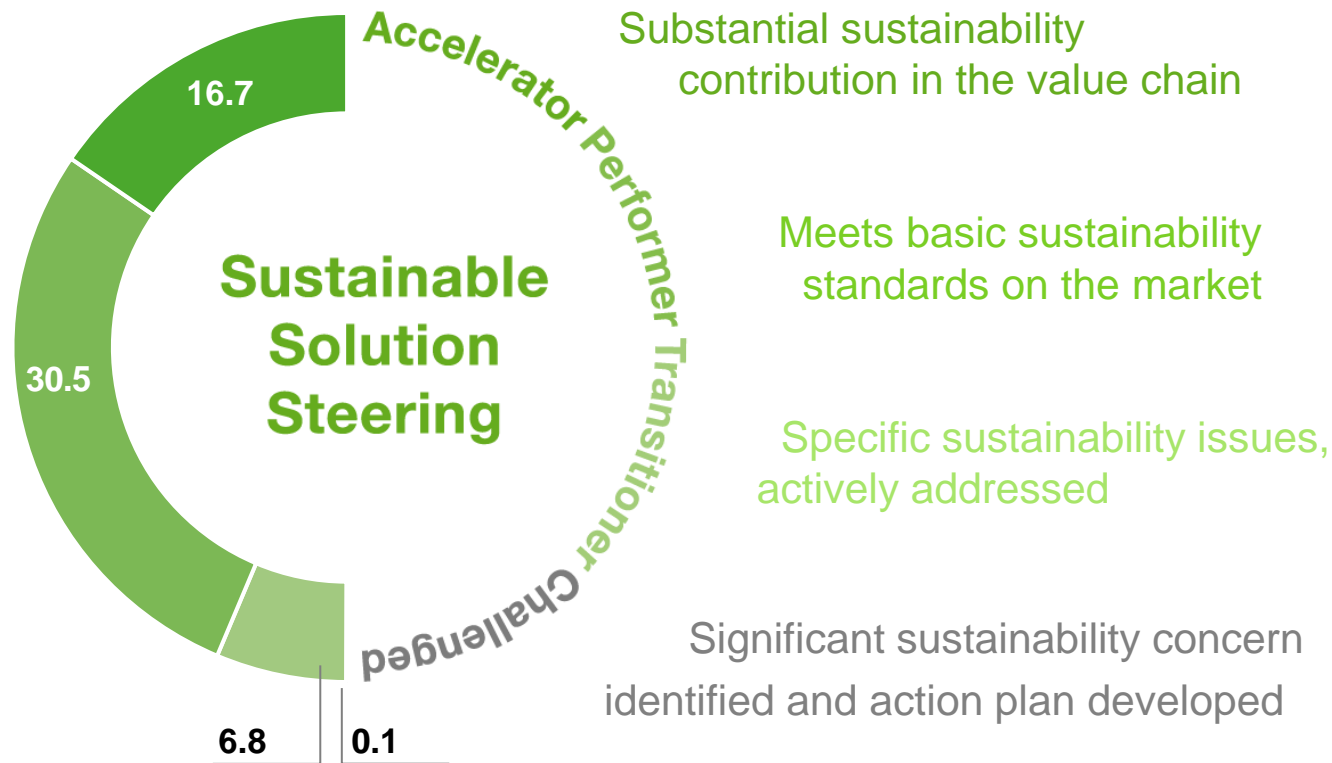 16.7
30.5
6.8
0.1
Sustainable
Solution
Steering
Accelerator Performer Transitioner Challenged
Substantial sustainability
contribution in the value chain
Meets basic sustainability
standards on the market
Specific sustainability issues,
actively addressed
Significant sustainability concern
identified and action plan developed